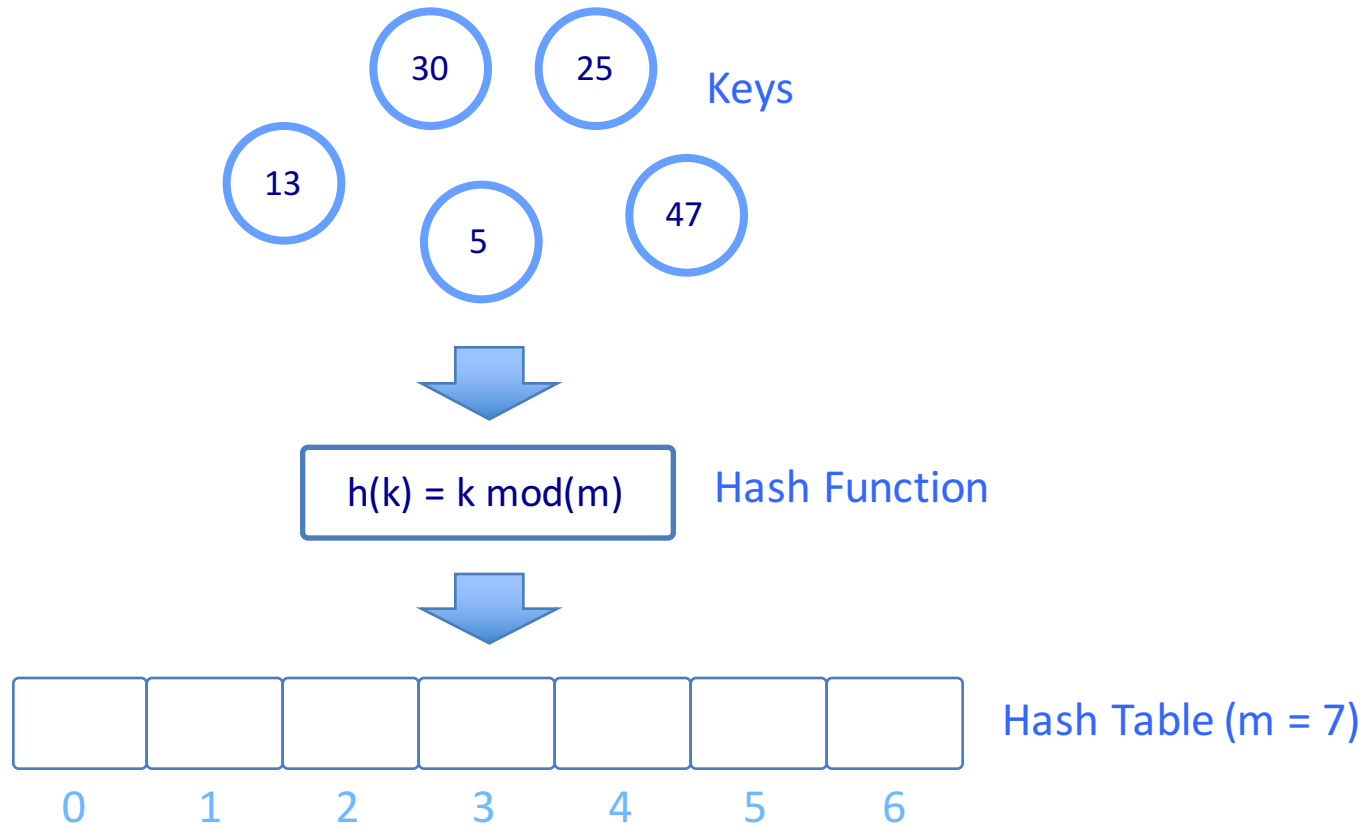 30
25
Keys
13
47
5
h(k) = k mod(m)
Hash Function
Hash Table (m = 7)
0 1 2 3 4 5 6